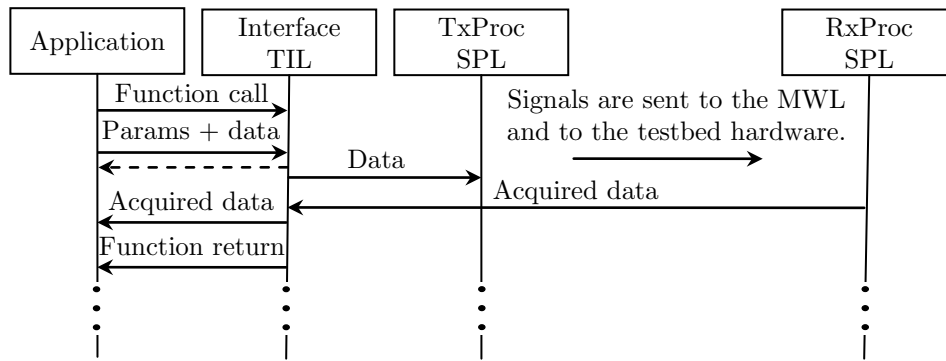 Application
Interface
TIL
TxProc
SPL
RxProc
SPL
Function call
Signals are sent to the MWL
and to the testbed hardware.
Params + data
Data
Acquired data
Acquired data
Function return